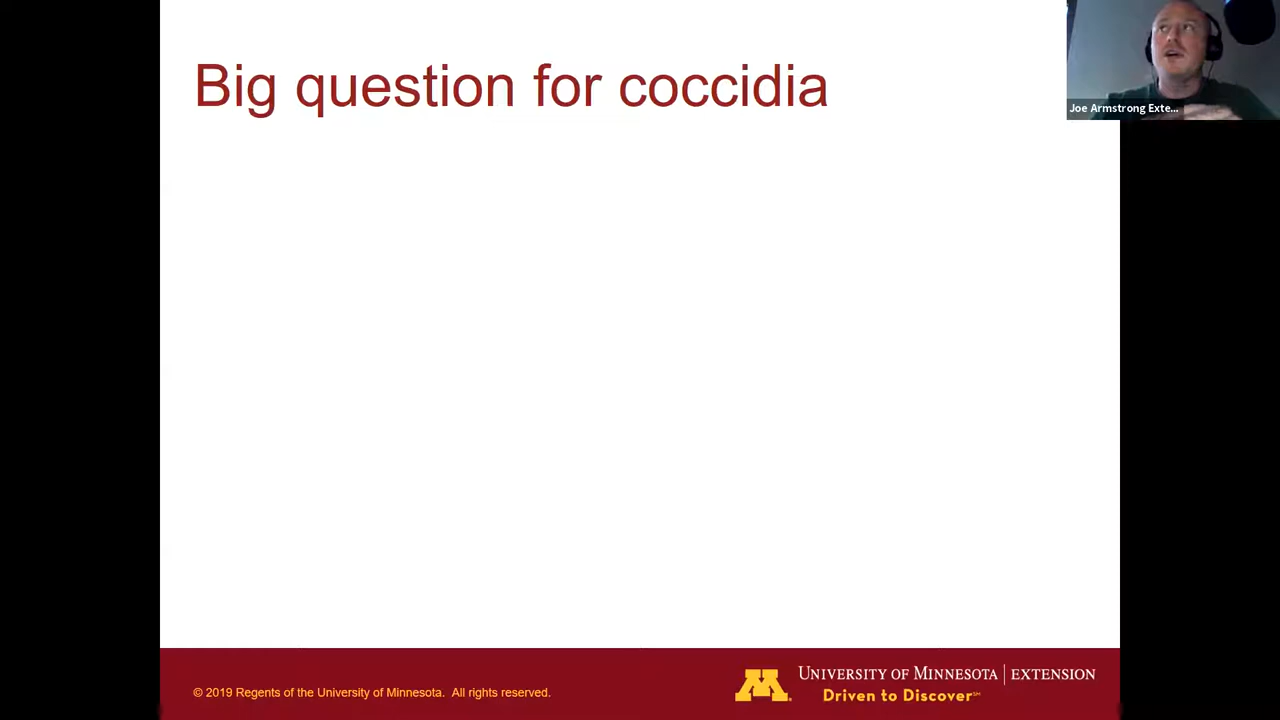 Big question for coccidia
Joe Armstrong Exte...
© 2019 Regents of the University of Minnesota. All rights reserved.
UNIVERSITY OF MINNESOTA | EXTENSION
Driven to Discover℠